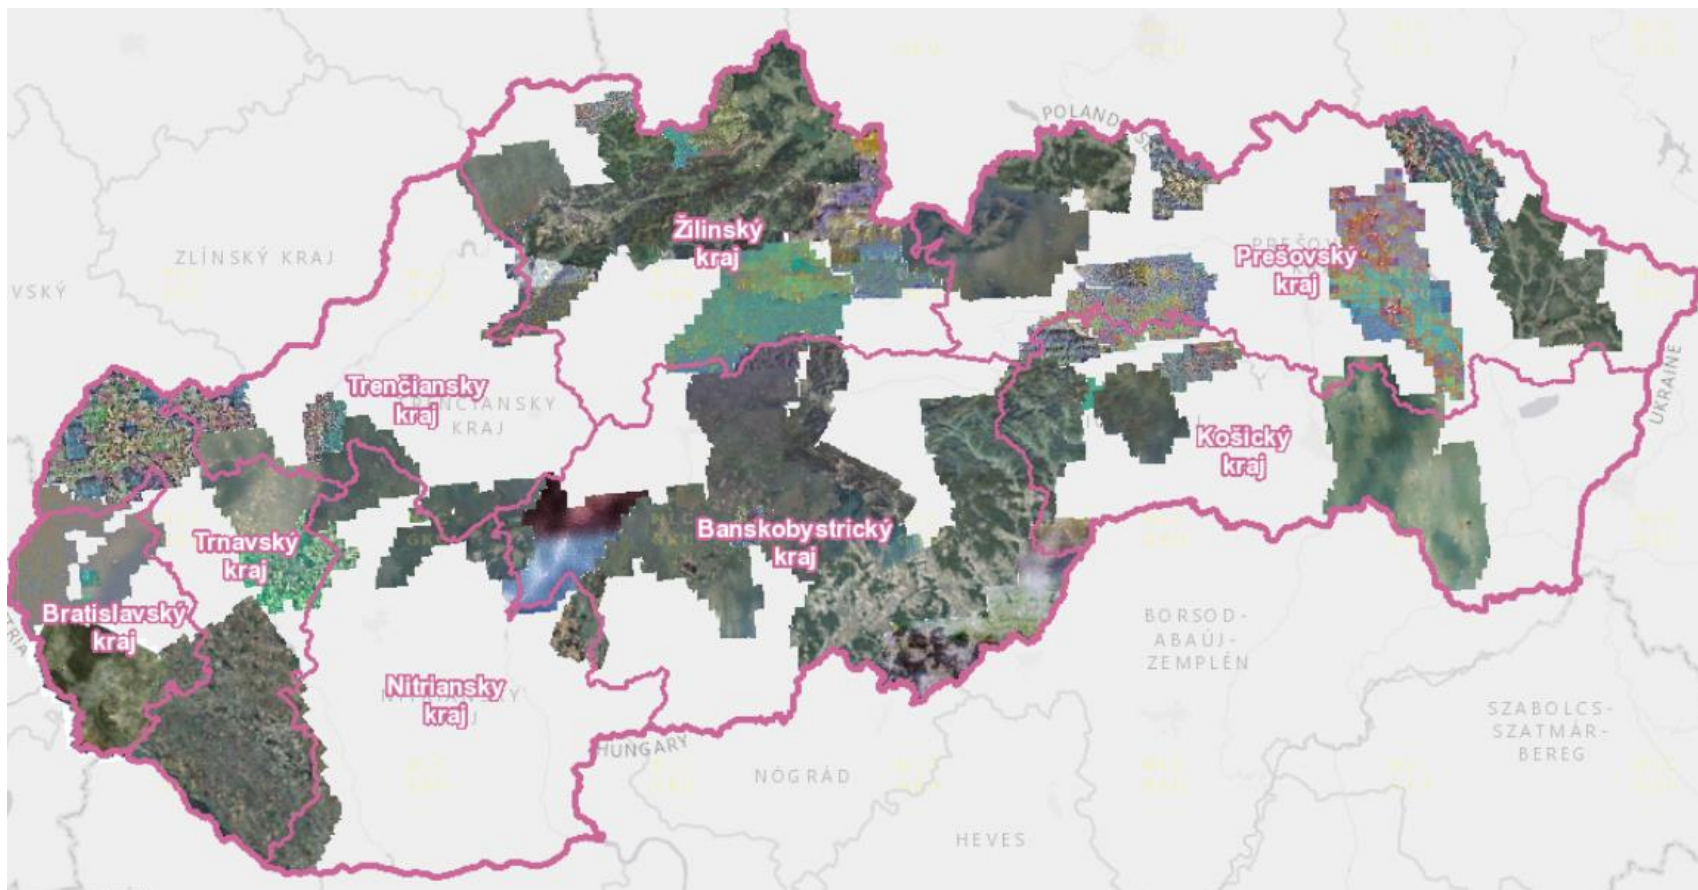 POLAND
ZLÍNSKÝ KRAJ
VSKÝ
Žilinský
kraj
Prešovský
kraj
Trenčiansky
kraj
KRAJ
UKRAINE
Košický
kraj
Trnavský
kraj
Banskobystrický
kraj
Bratislavský
kraj
BORSOD-
ABAÚJ-
ZEMPLÉN
Nitriansky
kraj
SZABOLCS-
SZATMÁR-
BEREG
HUNGARY
NÓGRÁD
HEVES